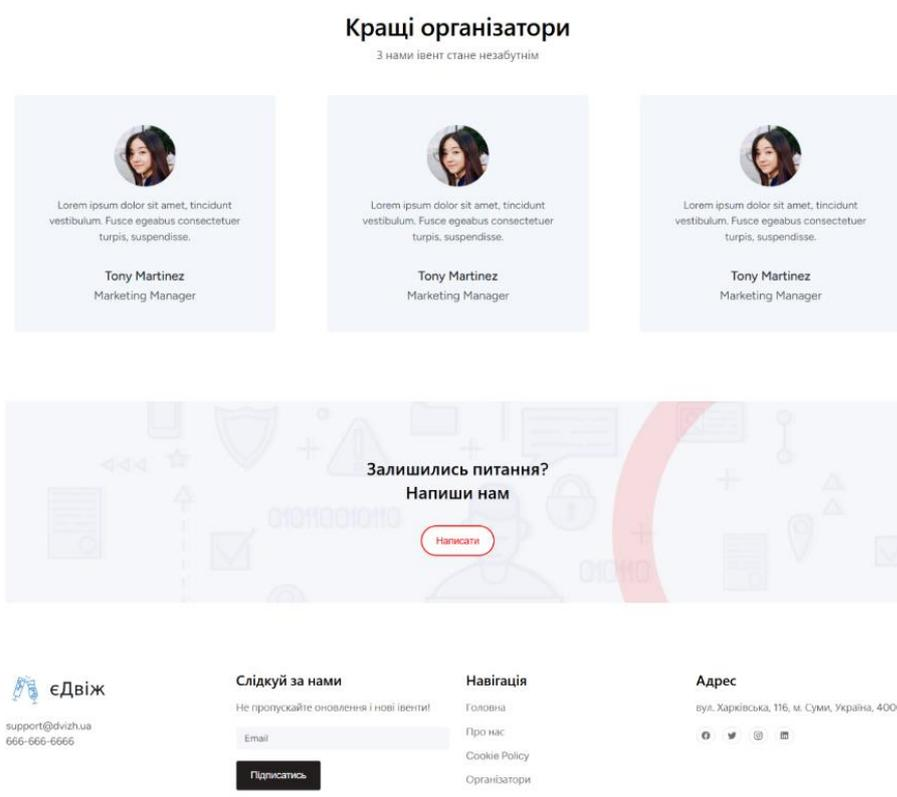 Кращі організатори
З нами івент стане незабутнім
Lorem ipsum dolor sit amet, tincidunt
vestibulum. Fusce egeabus consectetuer
turpis, suspendisse.
Tony Martinez
Marketing Manager
Lorem ipsum dolor sit amet, tincidunt
vestibulum. Fusce egeabus consectetuer
turpis, suspendisse.
Tony Martinez
Marketing Manager
Lorem ipsum dolor sit amet, tincidunt
vestibulum. Fusce egeabus consectetuer
turpis, suspendisse.
Tony Martinez
Marketing Manager
Залишились питання?
Напиши нам
010110010110
Написати
010110
єДвіж
support@dvizh.ua
666-666-6666
Слідкуй за нами
Не пропускайте оновлення і нові івенти!
Email
Підписатись
Навігація
Головна
Про нас
Cookie Policy
Організатори
Адрес
вул. Харківська, 116, м. Суми, Україна, 400